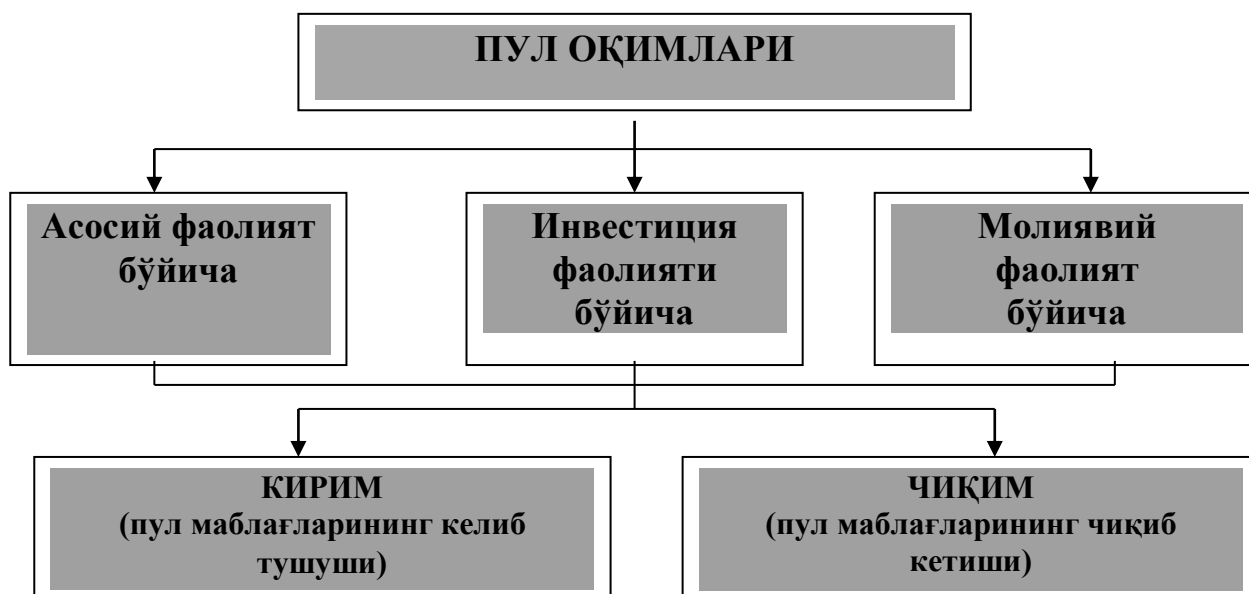 ПУЛ ОҚИМЛАРИ
Асосий фаолият
бўйича
Инвестиция
фаолияти
бўйича
Молиявий
фаолият
бўйича
КИРИМ
(пул маблағларининг келиб
тушуши)
ЧИҚИМ
(пул маблағларининг чиқиб
кетиши)